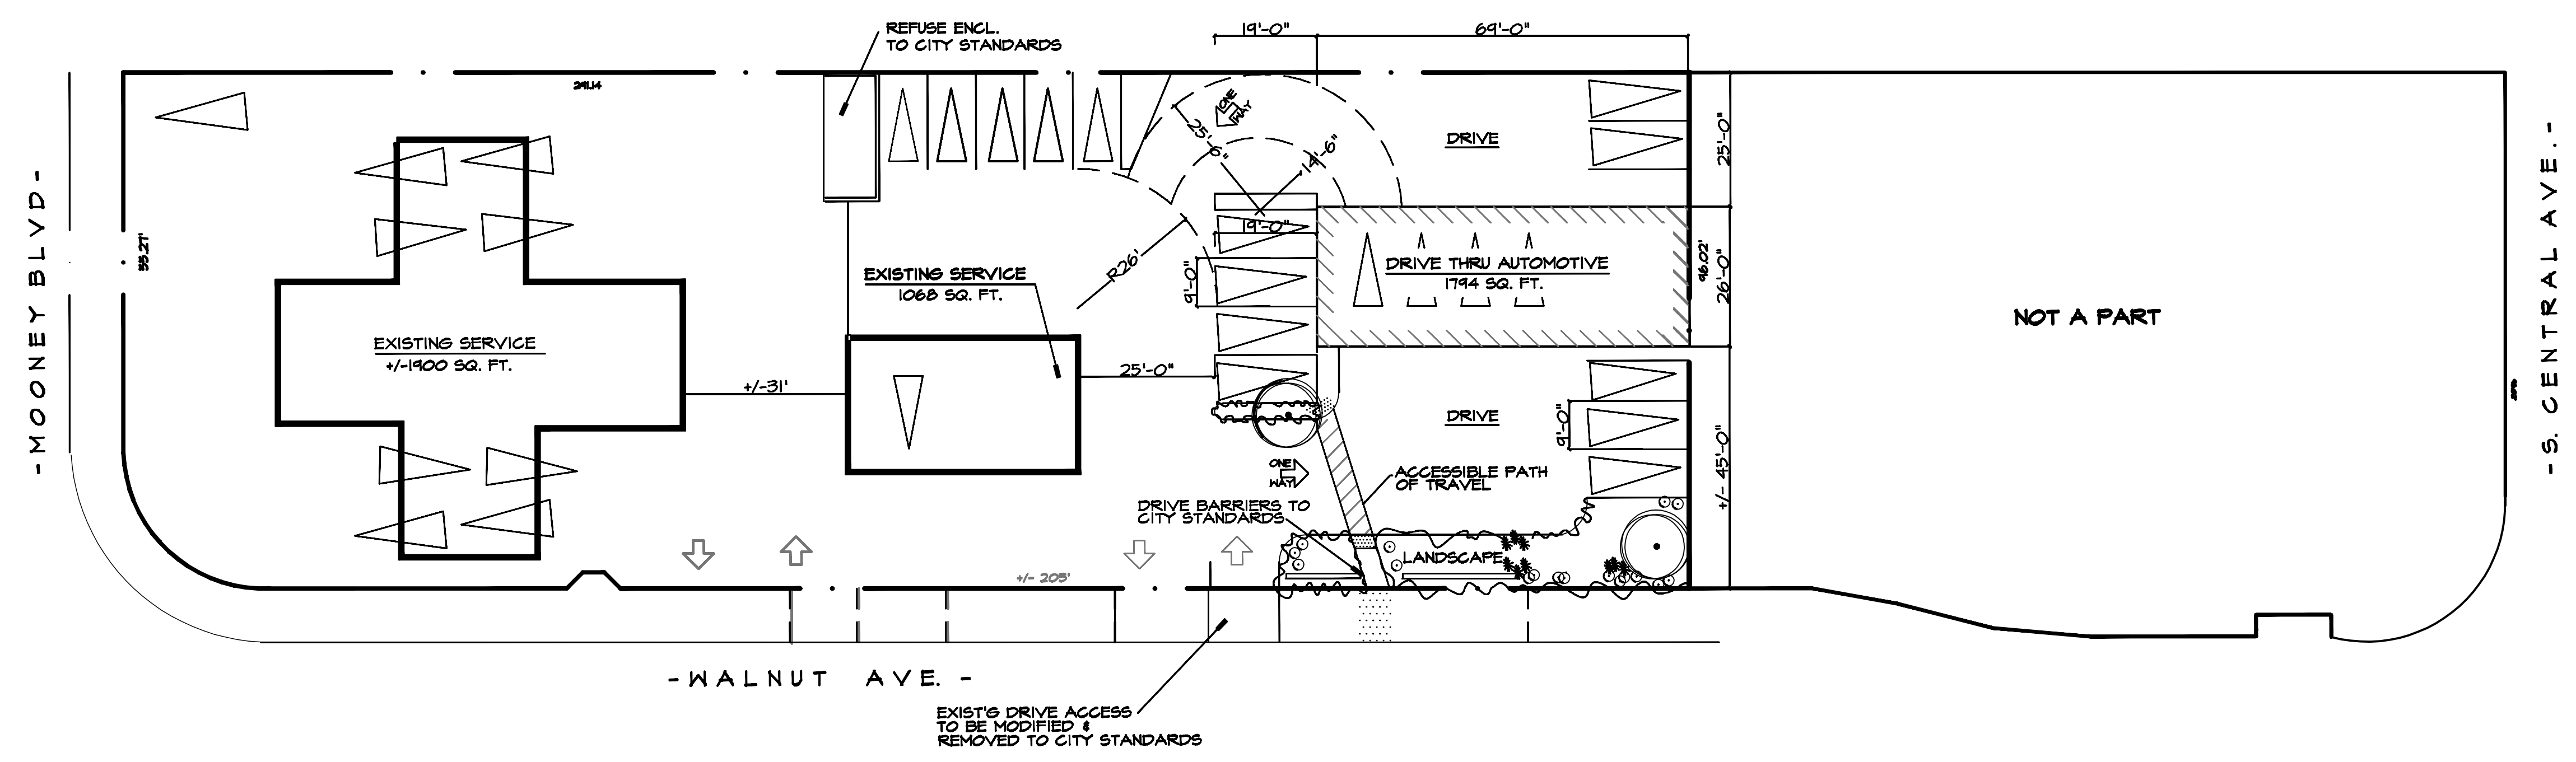 REFUSE ENCL.
TO CITY STANDARDS
19'-0"
69'-0"
291.14
ONE
WAY
25'-6"
14'-6"
DRIVE
25'-0"
- MOONEY BLVD -
55.27'
R26'
19'-0"
9'-0"
EXISTING SERVICE
1068 SQ. FT.
DRIVE THRU AUTOMOTIVE
1794 SQ. FT.
96.02'
26'-0"
NOT A PART
- S. CENTRAL AVE. -
EXISTING SERVICE
+/-1900 SQ. FT.
+/-31'
25'-0"
DRIVE
9'-0"
+/- 45'-0"
ONE
WAY
ACCESSIBLE PATH
OF TRAVEL
DRIVE BARRIERS TO
CITY STANDARDS
LANDSCAPE
+/- 205'
- WALNUT AVE. -
EXIST'G DRIVE ACCESS
TO BE MODIFIED &
REMOVED TO CITY STANDARDS